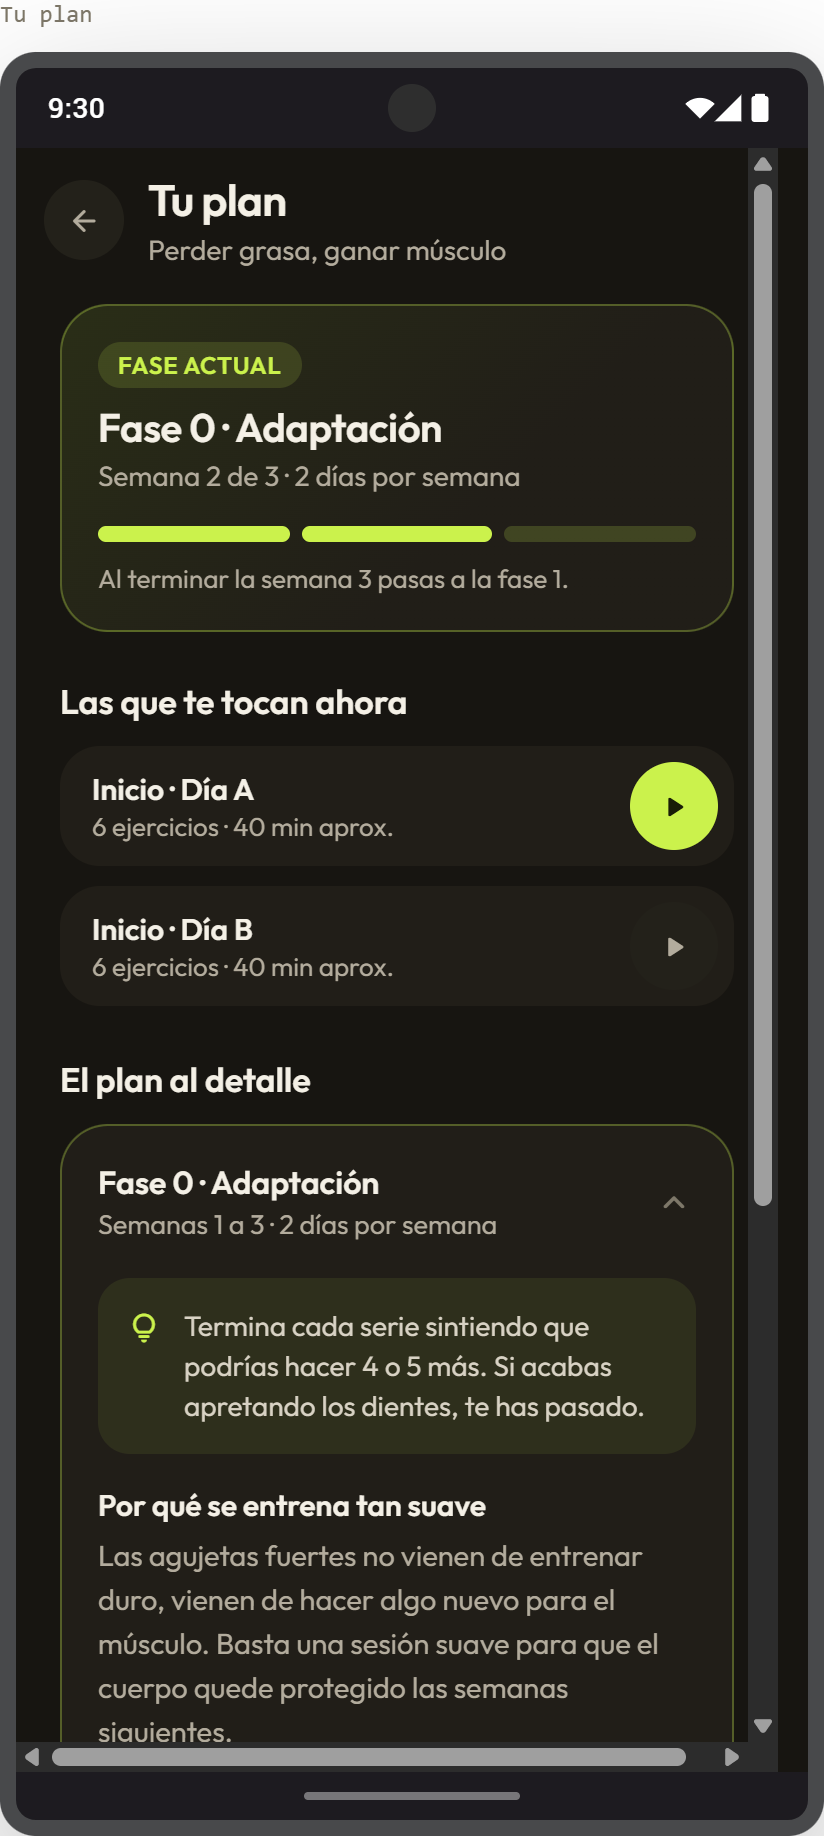 Tu plan
9:30
Tu plan
Perder grasa, ganar músculo
FASE ACTUAL
Fase 0 · Adaptación
Semana 2 de 3 · 2 días por semana
Al terminar la semana 3 pasas a la fase 1.
Las que te tocan ahora
Inicio · Día A
6 ejercicios · 40 min aprox.
Inicio · Día B
6 ejercicios · 40 min aprox.
El plan al detalle
Fase 0 · Adaptación
Semanas 1 a 3 · 2 días por semana
Termina cada serie sintiendo que
podrías hacer 4 o 5 más. Si acabas
apretando los dientes, te has pasado.
Por qué se entrena tan suave
Las agujetas fuertes no vienen de entrenar
duro, vienen de hacer algo nuevo para el
músculo. Basta una sesión suave para que el
cuerpo quede protegido las semanas
siguientes.